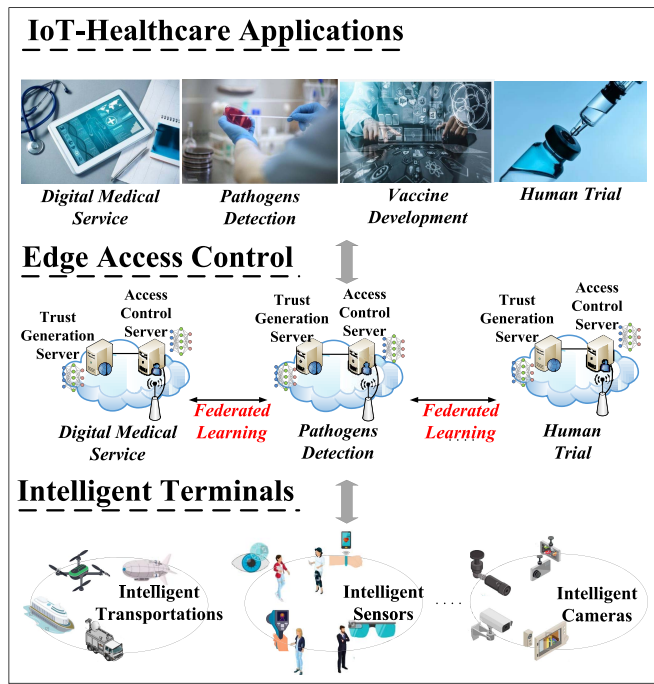 IoT-Healthcare Applications
Digital Medical
Service
Pathogens
Detection
Vaccine
Development
Human Trial
Edge Access Control
Trust
Generation
Server
Access
Control
Server
Trust
Generation
Server
Access
Control
Server
Trust
Generation
Server
Access
Control
Server
Federated
Learning
Federated
Learning
.....
Digital Medical
Service
Pathogens
Detection
Human
Trial
Intelligent Terminals
Intelligent
Transportations
Intelligent
Sensors
....
Intelligent
Cameras